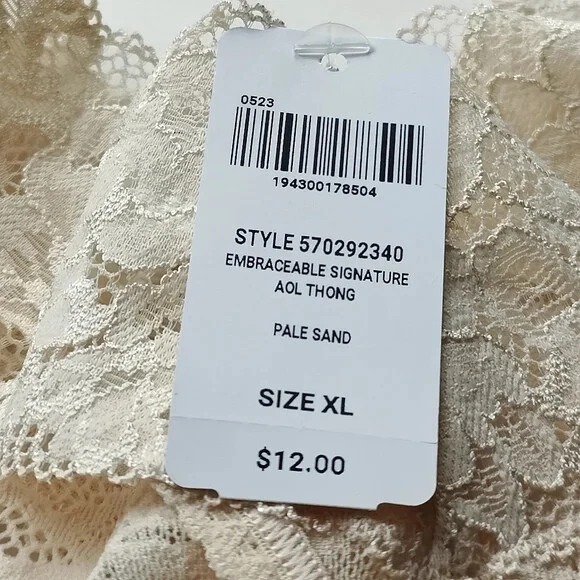 0523
194300178504
STYLE 570292340
EMBRACEABLE SIGNATURE
AOL THONG
PALE SAND
SIZE XL
$12.00